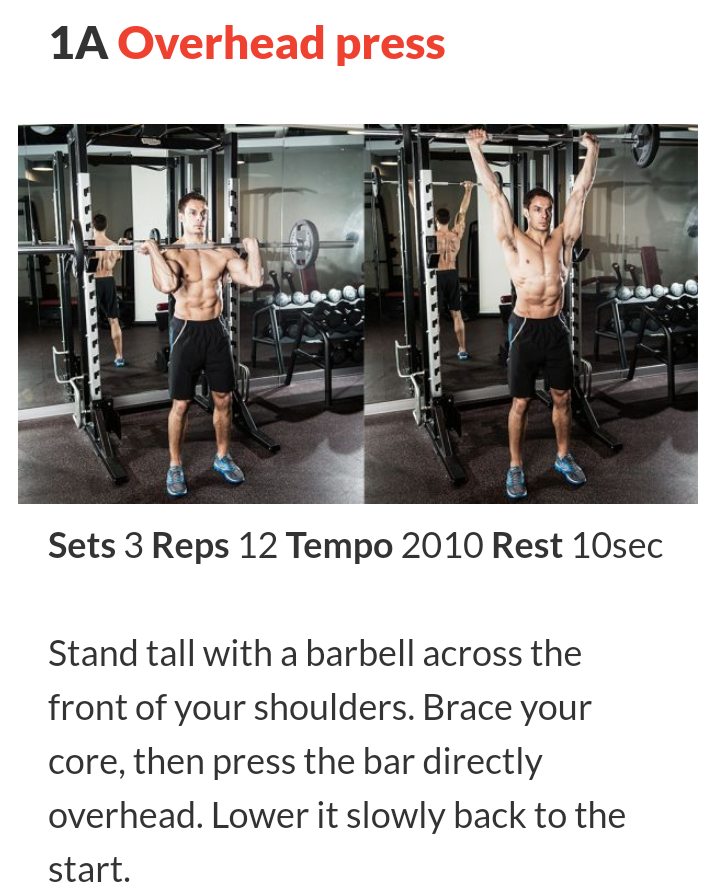 1A Overhead press
Sets 3 Reps 12 Tempo 2010 Rest 10sec
Stand tall with a barbell across the
front of your shoulders. Brace your
core, then press the bar directly
overhead. Lower it slowly back to the
start.